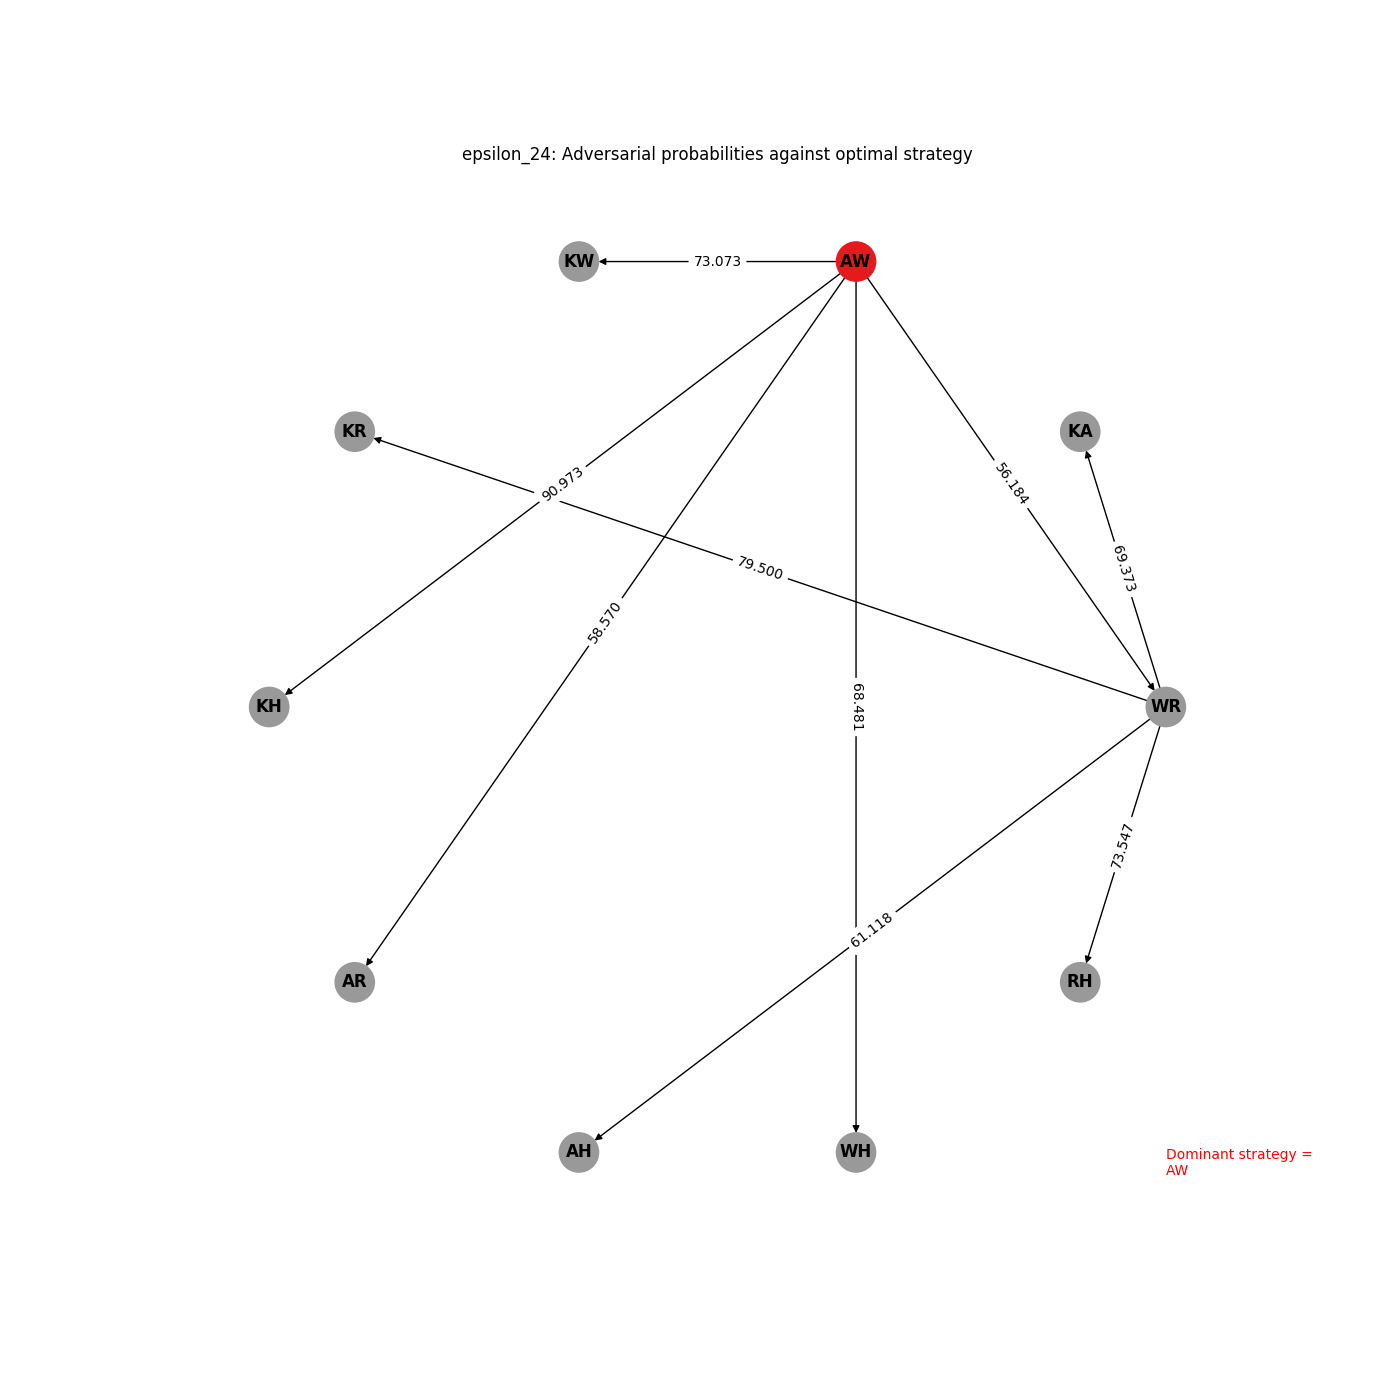 epsilon_24: Adversarial probabilities against optimal strategy
KW
73.073
AW
KR
KA
90.973
56.184
79.500
69.373
58.570
KH
68.481
WR
73.547
61.118
AR
RH
AH
WH
Dominant strategy =
AW